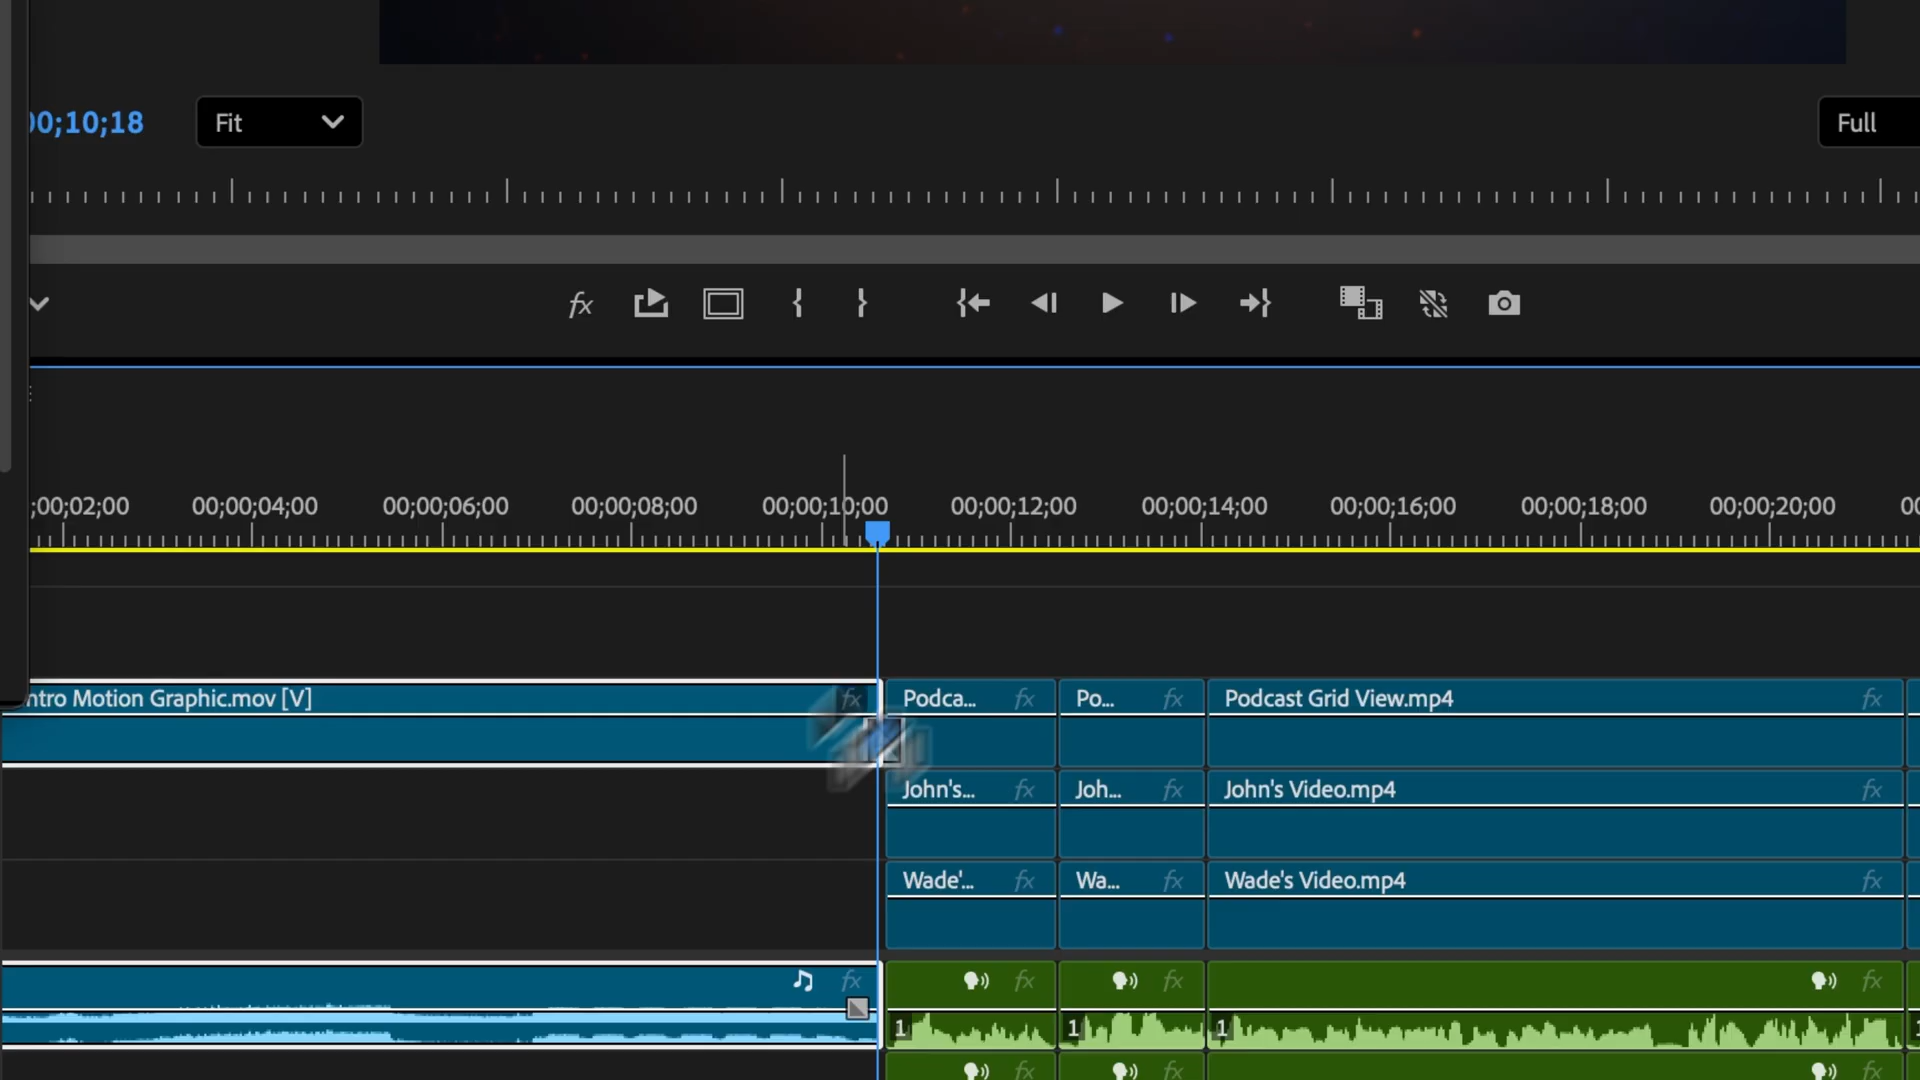 00;10;18
Fit
Full
fx
;00;02;00 00;00;04;00 00;00;06;00 00;00;08;00 00;00;10;00 00;00;12;00 00;00;14;00 00;00;16;00 00;00;18;00 00;00;20;00 00
ntro Motion Graphic.mov [V] fx Podca... fx Po... fx Podcast Grid View.mp4 fx
John's... fx Joh... fx John's Video.mp4 fx
Wade'... fx Wa... fx Wade's Video.mp4 fx
fx fx fx fx
1 1 1
fx fx fx